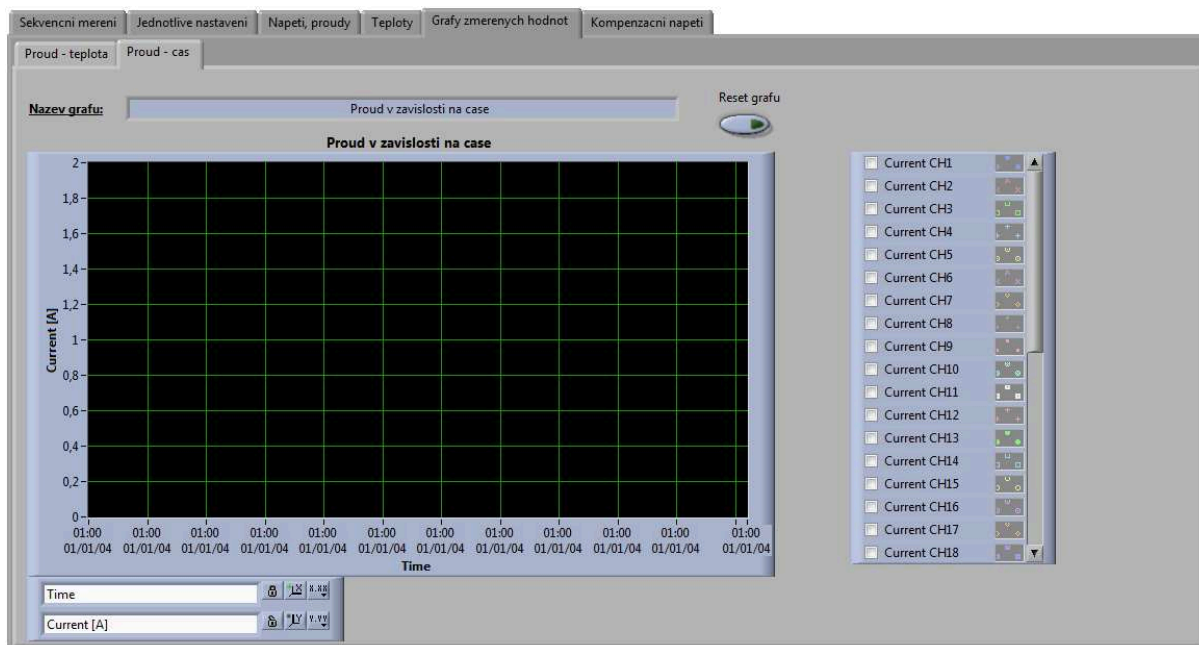 Sekvencni mereni Jednotlive nastaveni Napeti, proudy Teploty Grafy zmerenych hodnot Kompenzacni napeti
Proud - teplota Proud - cas
Reset grafu
Nazev grafu: Proud v zavislosti na case
Proud v zavislosti na case
2
1,8
1,6
1,4
1,2
1
0,8
0,6
0,4
0,2
0
Current [A]
01:00 01:00 01:00 01:00 01:00 01:00 01:00 01:00 01:00 01:00 01:00 01:00
01/01/04 01/01/04 01/01/04 01/01/04 01/01/04 01/01/04 01/01/04 01/01/04 01/01/04 01/01/04 01/01/04 01/01/04
Time
Current CH1
Current CH2
Current CH3
Current CH4
Current CH5
Current CH6
Current CH7
Current CH8
Current CH9
Current CH10
Current CH11
Current CH12
Current CH13
Current CH14
Current CH15
Current CH16
Current CH17
Current CH18
Time X X.XX
Current [A] Y Y.YY